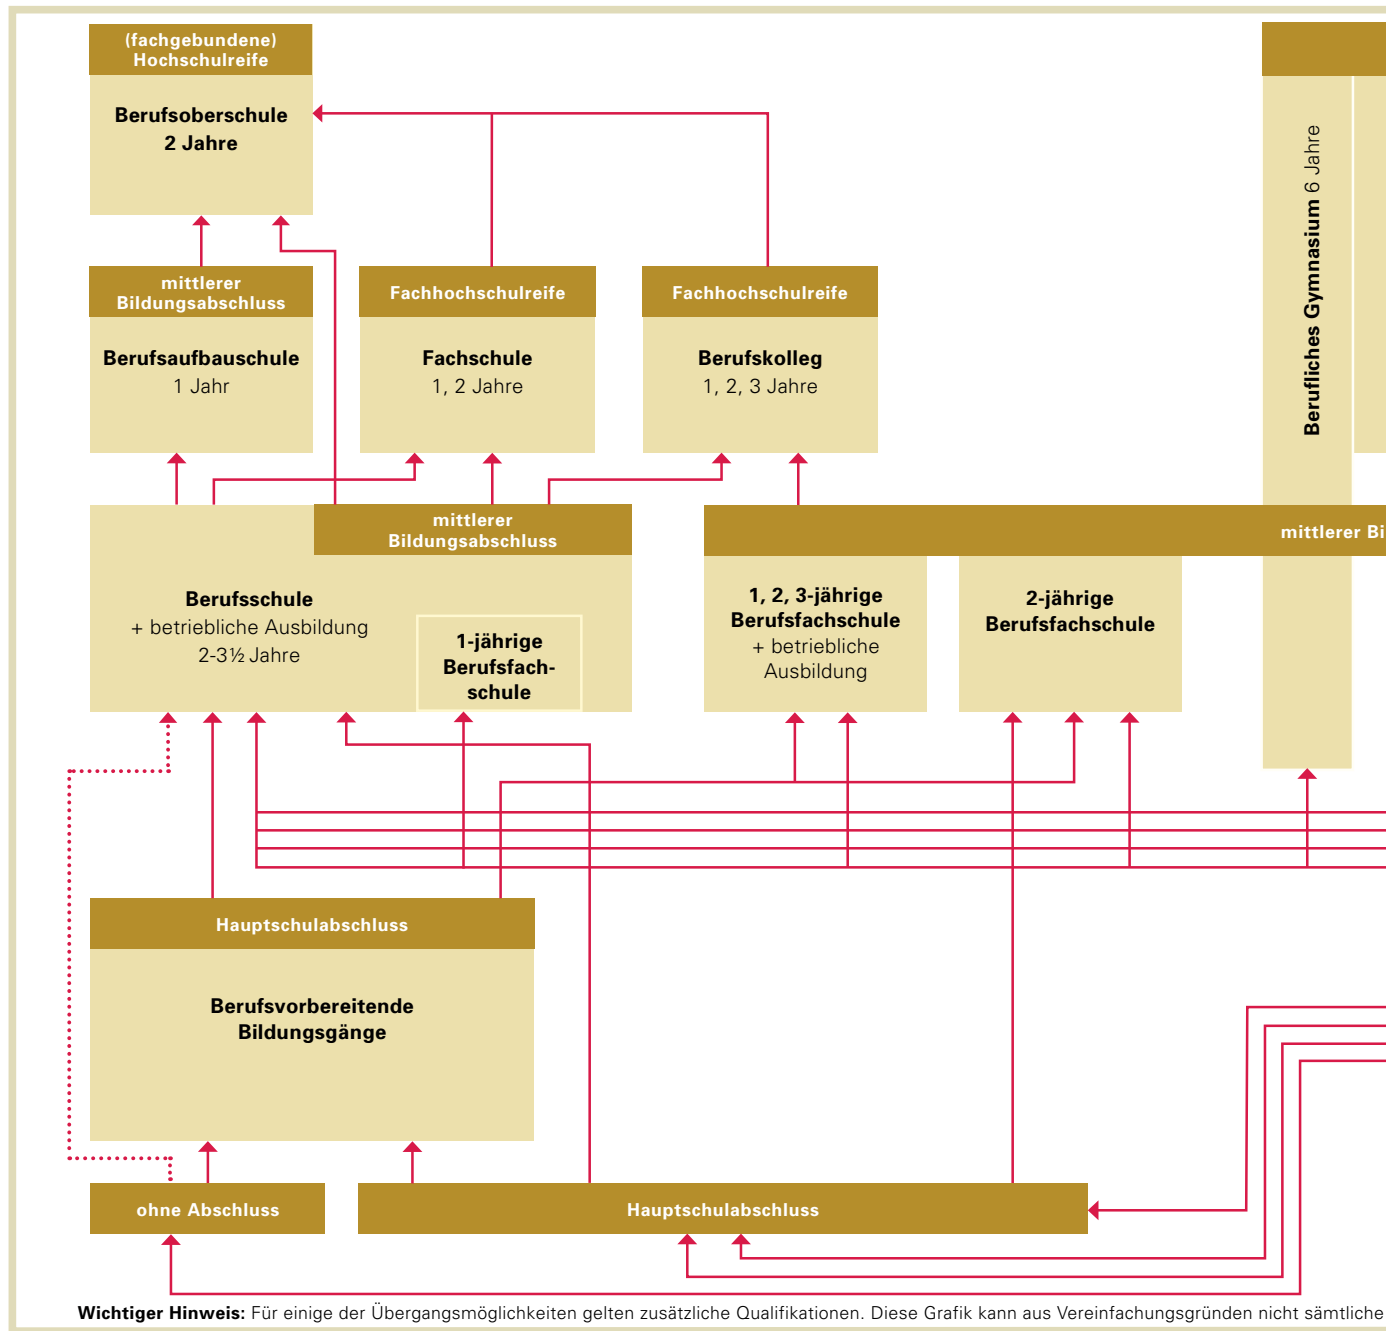 (fachgebundene)
Hochschulreife
Berufsoberschule
2 Jahre
mittlerer
Bildungsabschluss
Berufsaufbauschule
1 Jahr
Fachhochschulreife
Fachschule
1, 2 Jahre
Fachhochschulreife
Berufskolleg
1, 2, 3 Jahre
Berufliches Gymnasium 6 Jahre
mittlerer
Bildungsabschluss
Berufsschule
+ betriebliche Ausbildung
2-3½ Jahre
1-jährige
Berufsfach-
schule
mittlerer Bi
1, 2, 3-jährige
Berufsfachschule
+ betriebliche
Ausbildung
2-jährige
Berufsfachschule
Hauptschulabschluss
Berufsvorbereitende
Bildungsgänge
ohne Abschluss
Hauptschulabschluss
Wichtiger Hinweis: Für einige der Übergangsmöglichkeiten gelten zusätzliche Qualifikationen. Diese Grafik kann aus Vereinfachungsgründen nicht sämtliche